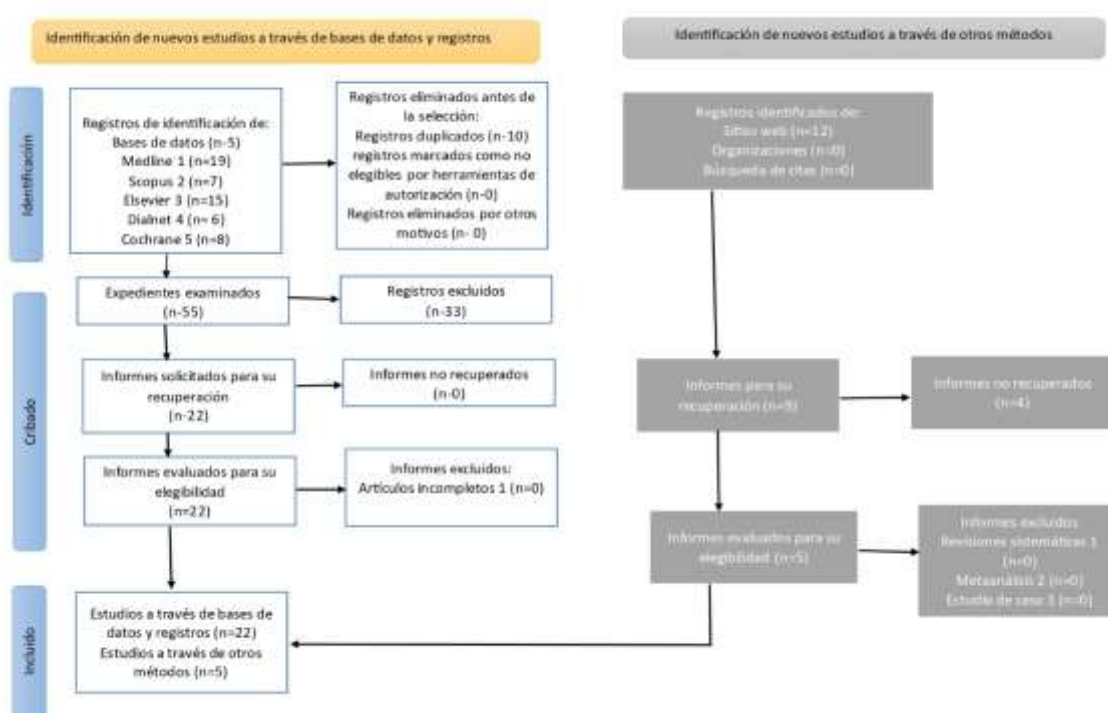 Identificación de nuevos estudios a través de bases de datos y registros
Identificación de nuevos estudios a través de otros métodos
Identificación
Registros de identificación de:
Bases de datos (n-5)
Medline 1 (n=19)
Scopus 2 (n=7)
Elsevier 3 (n=15)
Dialnet 4 (n= 6)
Cochrane 5 (n=8)
Registros eliminados antes de
la selección:
Registros duplicados (n-10)
registros marcados como no
elegibles por herramientas de
autorización (n-0)
Registros eliminados por otros
motivos (n- 0)
Registros identificados de:
Sitios web (n=12)
Organizaciones (n=0)
Búsqueda de citas (n=0)
Cribado
Expedientes examinados
(n-55)
Registros excluidos
(n-33)
Informes solicitados para su
recuperación
(n-22)
Informes no recuperados
(n-0)
Informes para su
recuperación (n=9)
Informes no recuperados
(n=4)
Informes evaluados para su
elegibilidad
(n=22)
Informes excluidos:
Artículos incompletos 1 (n=0)
Informes evaluados para su
elegibilidad (n=5)
Informes excluidos
Revisiones sistemáticas 1
(n=0)
Metaanálisis 2 (n=0)
Estudio de caso 3 (n=0)
Incluido
Estudios a través de bases de
datos y registros (n=22)
Estudios a través de otros
métodos (n=5)